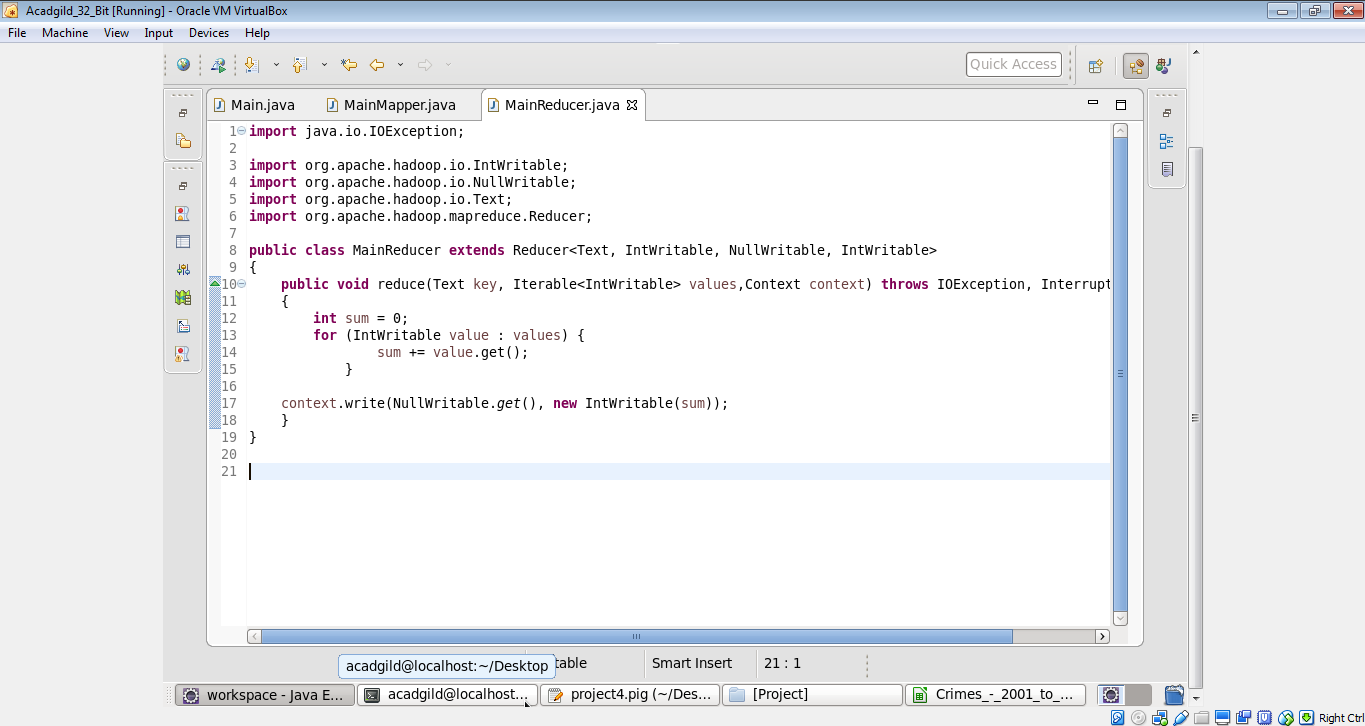 Acadgild_32_Bit [Running] - Oracle VM VirtualBox
File Machine View Input Devices Help
Quick Access
Main.java MainMapper.java MainReducer.java
1 import java.io.IOException;
2
3 import org.apache.hadoop.io.IntWritable;
4 import org.apache.hadoop.io.NullWritable;
5 import org.apache.hadoop.io.Text;
6 import org.apache.hadoop.mapreduce.Reducer;
7
8 public class MainReducer extends Reducer<Text, IntWritable, NullWritable, IntWritable>
9 {
10 public void reduce(Text key, Iterable<IntWritable> values,Context context) throws IOException, Interrupt
11 {
12 int sum = 0;
13 for (IntWritable value : values) {
14 sum += value.get();
15 }
16
17 context.write(NullWritable.get(), new IntWritable(sum));
18 }
19 }
20
21
acadgild@localhost:~/Desktop table Smart Insert 21 : 1
workspace - Java E... acadgild@localhost... project4.pig (~/Des... [Project] Crimes_-_2001_to_...
Right Ctrl